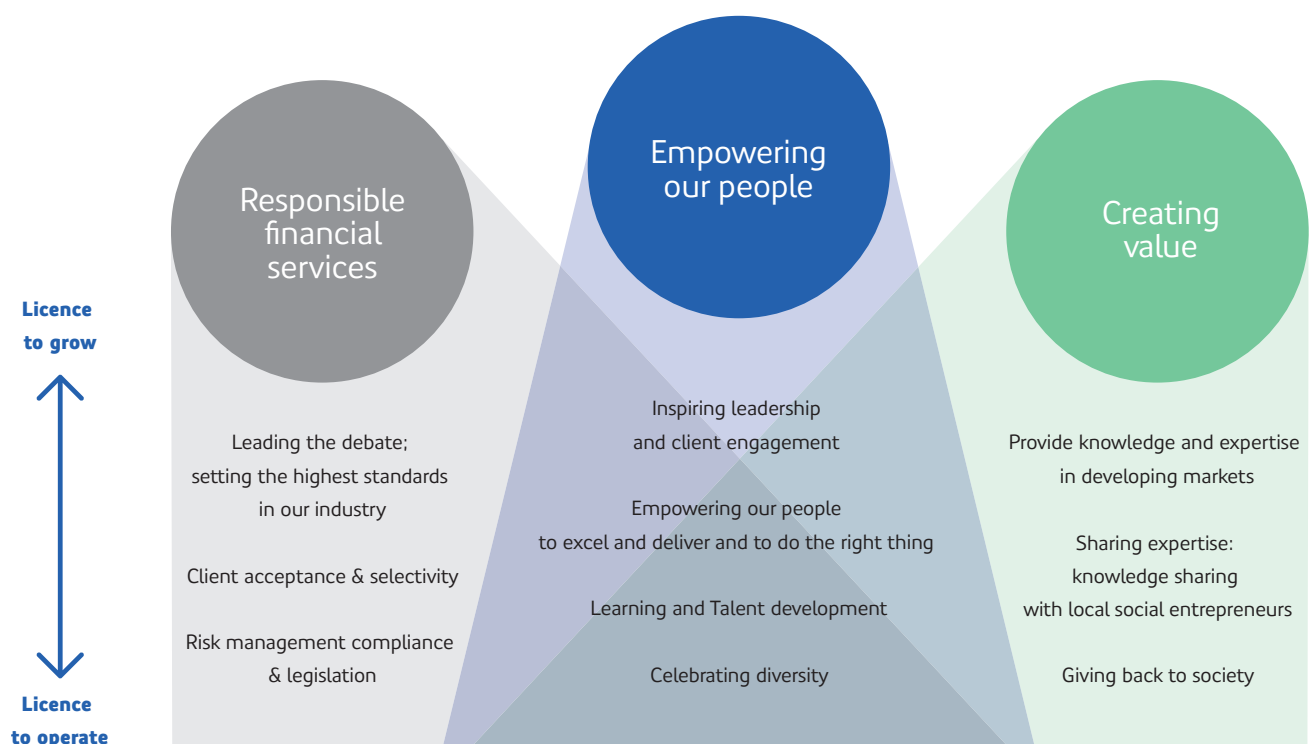 Responsible
financial
services
Empowering
our people
Creating
value
Licence
to grow
Licence
to operate
Leading the debate;
setting the highest standards
in our industry
Client acceptance & selectivity
Risk management compliance
& legislation
Inspiring leadership
and client engagement
Empowering our people
to excel and deliver and to do the right thing
Learning and Talent development
Celebrating diversity
Provide knowledge and expertise
in developing markets
Sharing expertise:
knowledge sharing
with local social entrepreneurs
Giving back to society